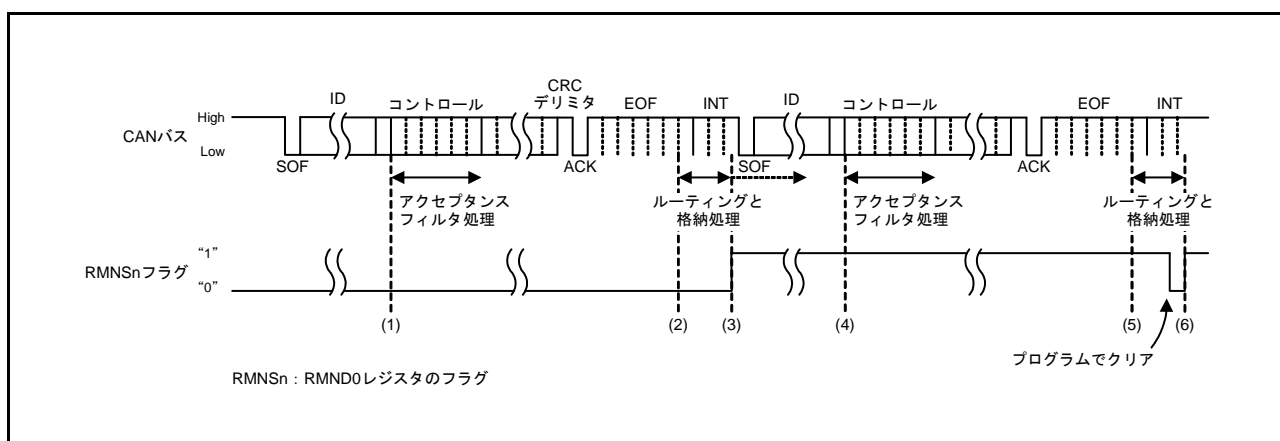 CRC
ID コントロール デリミタ EOF INT ID コントロール EOF INT
High
CANバス
Low
SOF ACK SOF ACK
アクセプタンス
フィルタ処理
ルーティングと
格納処理
アクセプタンス
フィルタ処理
ルーティングと
格納処理
“1”
RMNSnフラグ
“0”
(1) (2) (3) (4) (5) (6)
プログラムでクリア
RMNSn：RMND0レジスタのフラグ